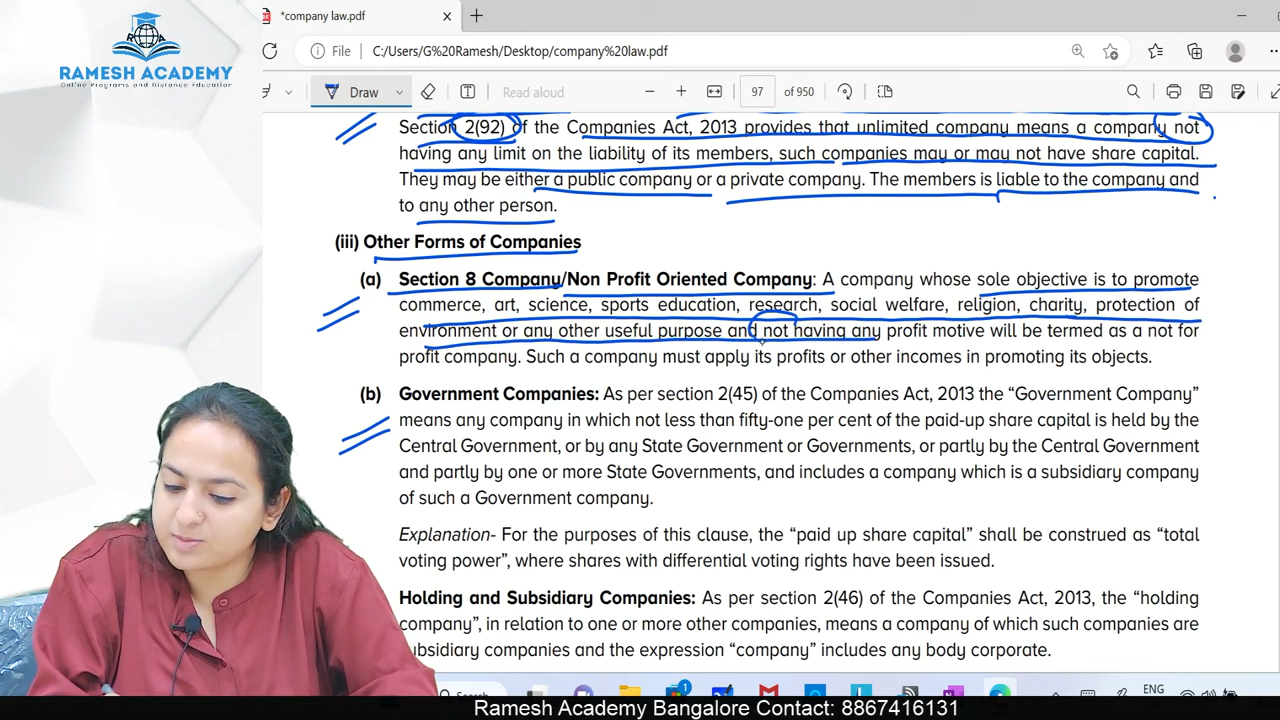 *company law.pdf
RAMESH ACADEMY
Online Programs and Distance Education
File
C:/Users/G%20Ramesh/Desktop/company%20law.pdf
Draw
Read aloud
97 of 950
Section 2(92) of the Companies Act, 2013 provides that unlimited company means a company not
having any limit on the liability of its members, such companies may or may not have share capital.
They may be either a public company or a private company. The members is liable to the company and
to any other person.
(iii) Other Forms of Companies
(a) Section 8 Company/Non Profit Oriented Company: A company whose sole objective is to promote
commerce, art, science, sports education, research, social welfare, religion, charity, protection of
environment or any other useful purpose and not having any profit motive will be termed as a not for
profit company. Such a company must apply its profits or other incomes in promoting its objects.
(b) Government Companies: As per section 2(45) of the Companies Act, 2013 the “Government Company”
means any company in which not less than fifty-one per cent of the paid-up share capital is held by the
Central Government, or by any State Government or Governments, or partly by the Central Government
and partly by one or more State Governments, and includes a company which is a subsidiary company
of such a Government company.
Explanation- For the purposes of this clause, the “paid up share capital” shall be construed as “total
voting power”, where shares with differential voting rights have been issued.
Holding and Subsidiary Companies: As per section 2(46) of the Companies Act, 2013, the “holding
company”, in relation to one or more other companies, means a company of which such companies are
ubsidiary companies and the expression “company” includes any body corporate.
ENG
Ramesh Academy Bangalore Contact: 8867416131